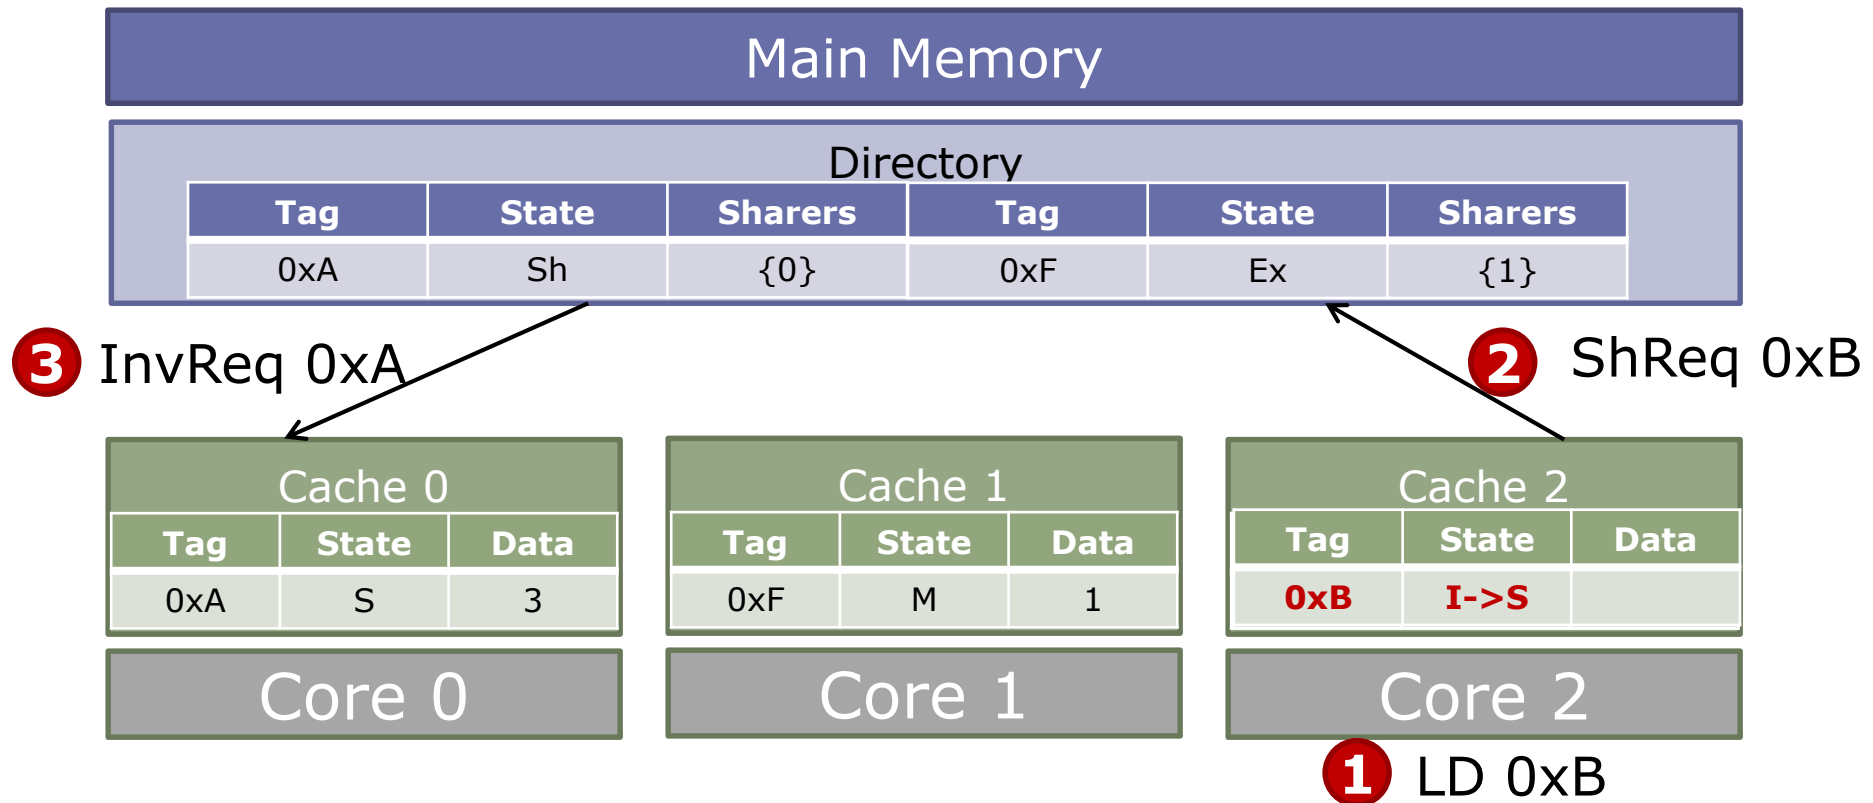 Main Memory
Directory
Tag State Sharers Tag State Sharers
0xA Sh {0} 0xF Ex {1}
3 InvReq 0xA
2 ShReq 0xB
Cache 0
Tag State Data
0xA S 3
Cache 1
Tag State Data
0xF M 1
Cache 2
Tag State Data
0xB I->S
Core 0
Core 1
Core 2
1 LD 0xB